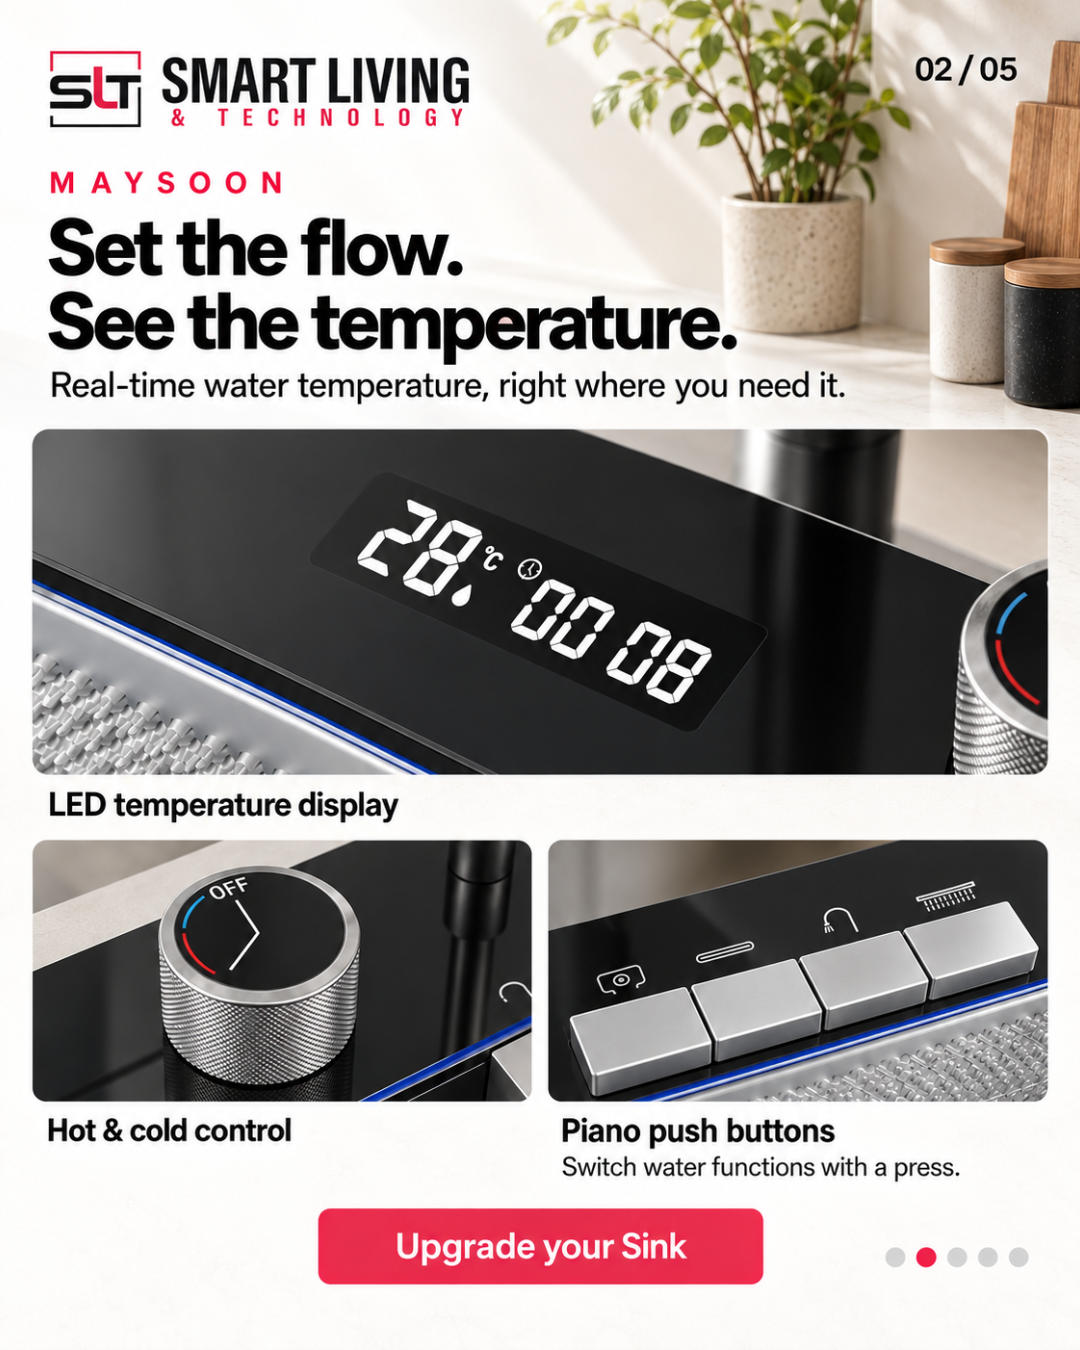 SLT
SMART LIVING
& TECHNOLOGY
02 / 05
MAYSOON
Set the flow.
See the temperature.
Real-time water temperature, right where you need it.
28 °C 00 08
LED temperature display
OFF
Hot & cold control
Piano push buttons
Switch water functions with a press.
Upgrade your Sink